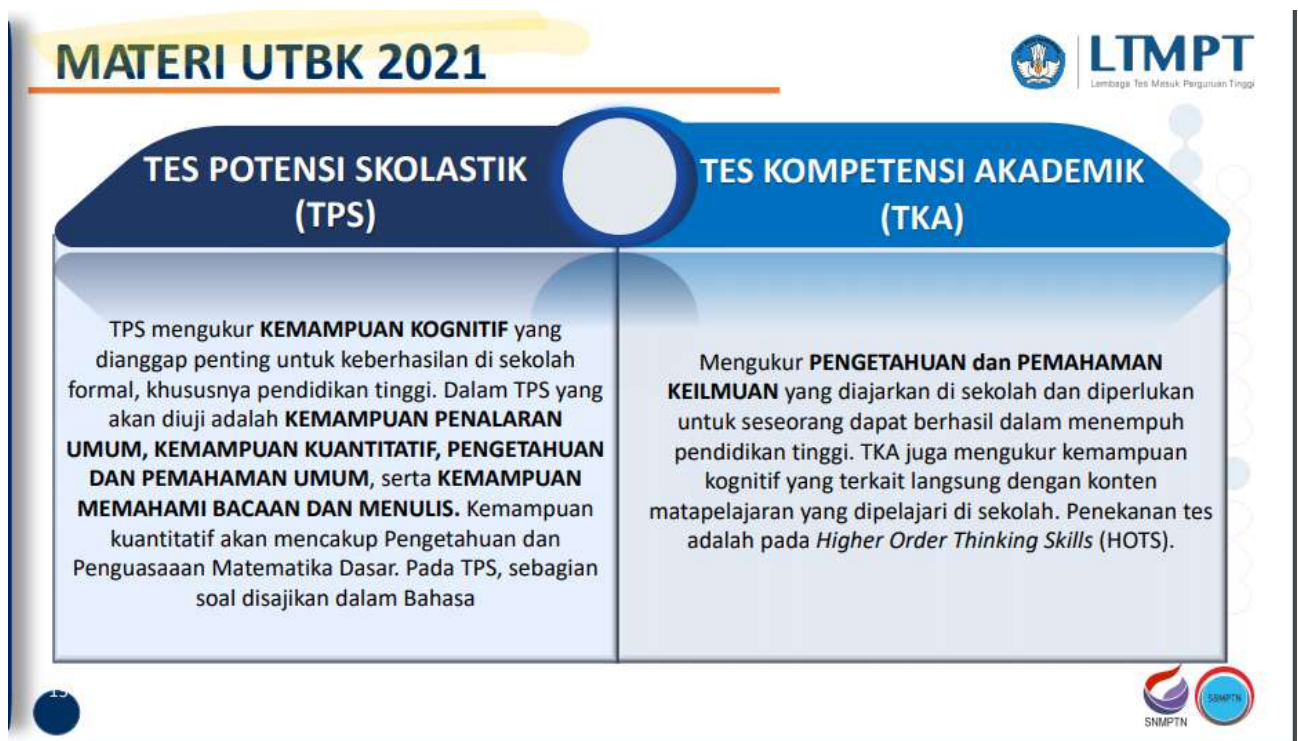 MATERI UTBK 2021
LTMPT
Lembaga Tes Masuk Perguruan Tinggi
TES POTENSI SKOLASTIK
(TPS)
TPS mengukur KEMAMPUAN KOGNITIF yang
dianggap penting untuk keberhasilan di sekolah
formal, khususnya pendidikan tinggi. Dalam TPS yang
akan diuji adalah KEMAMPUAN PENALARAN
UMUM, KEMAMPUAN KUANTITATIF, PENGETAHUAN
DAN PEMAHAMAN UMUM, serta KEMAMPUAN
MEMAHAMI BACAAN DAN MENULIS. Kemampuan
kuantitatif akan mencakup Pengetahuan dan
Penguasaaan Matematika Dasar. Pada TPS, sebagian
soal disajikan dalam Bahasa
TES KOMPETENSI AKADEMIK
(TKA)
Mengukur PENGETAHUAN dan PEMAHAMAN
KEILMUAN yang diajarkan di sekolah dan diperlukan
untuk seseorang dapat berhasil dalam menempuh
pendidikan tinggi. TKA juga mengukur kemampuan
kognitif yang terkait langsung dengan konten
matapelajaran yang dipelajari di sekolah. Penekanan tes
adalah pada Higher Order Thinking Skills (HOTS).
SNMPTN
SBMPTN